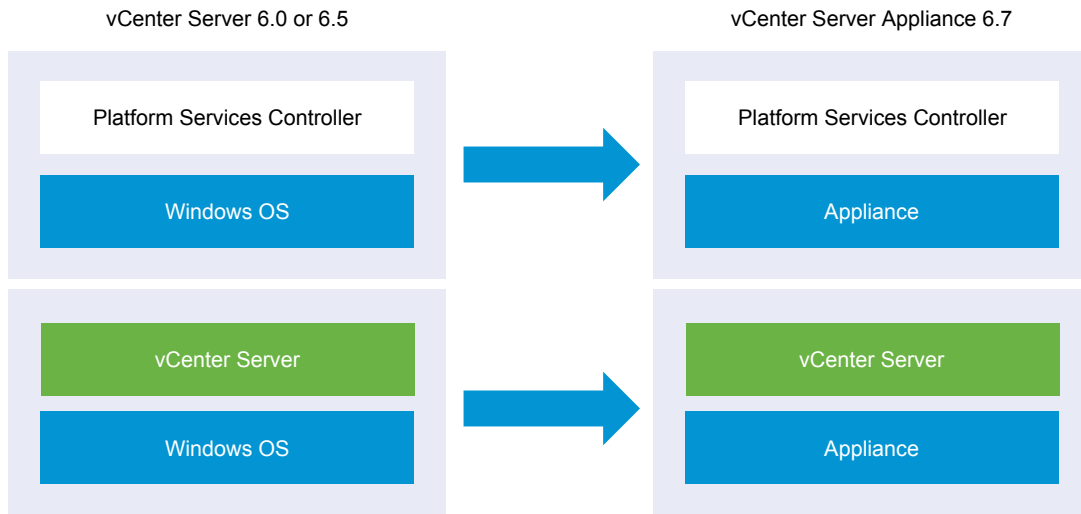 vCenter Server 6.0 or 6.5
vCenter Server Appliance 6.7
Platform Services Controller
Platform Services Controller
Windows OS
Appliance
vCenter Server
vCenter Server
Windows OS
Appliance